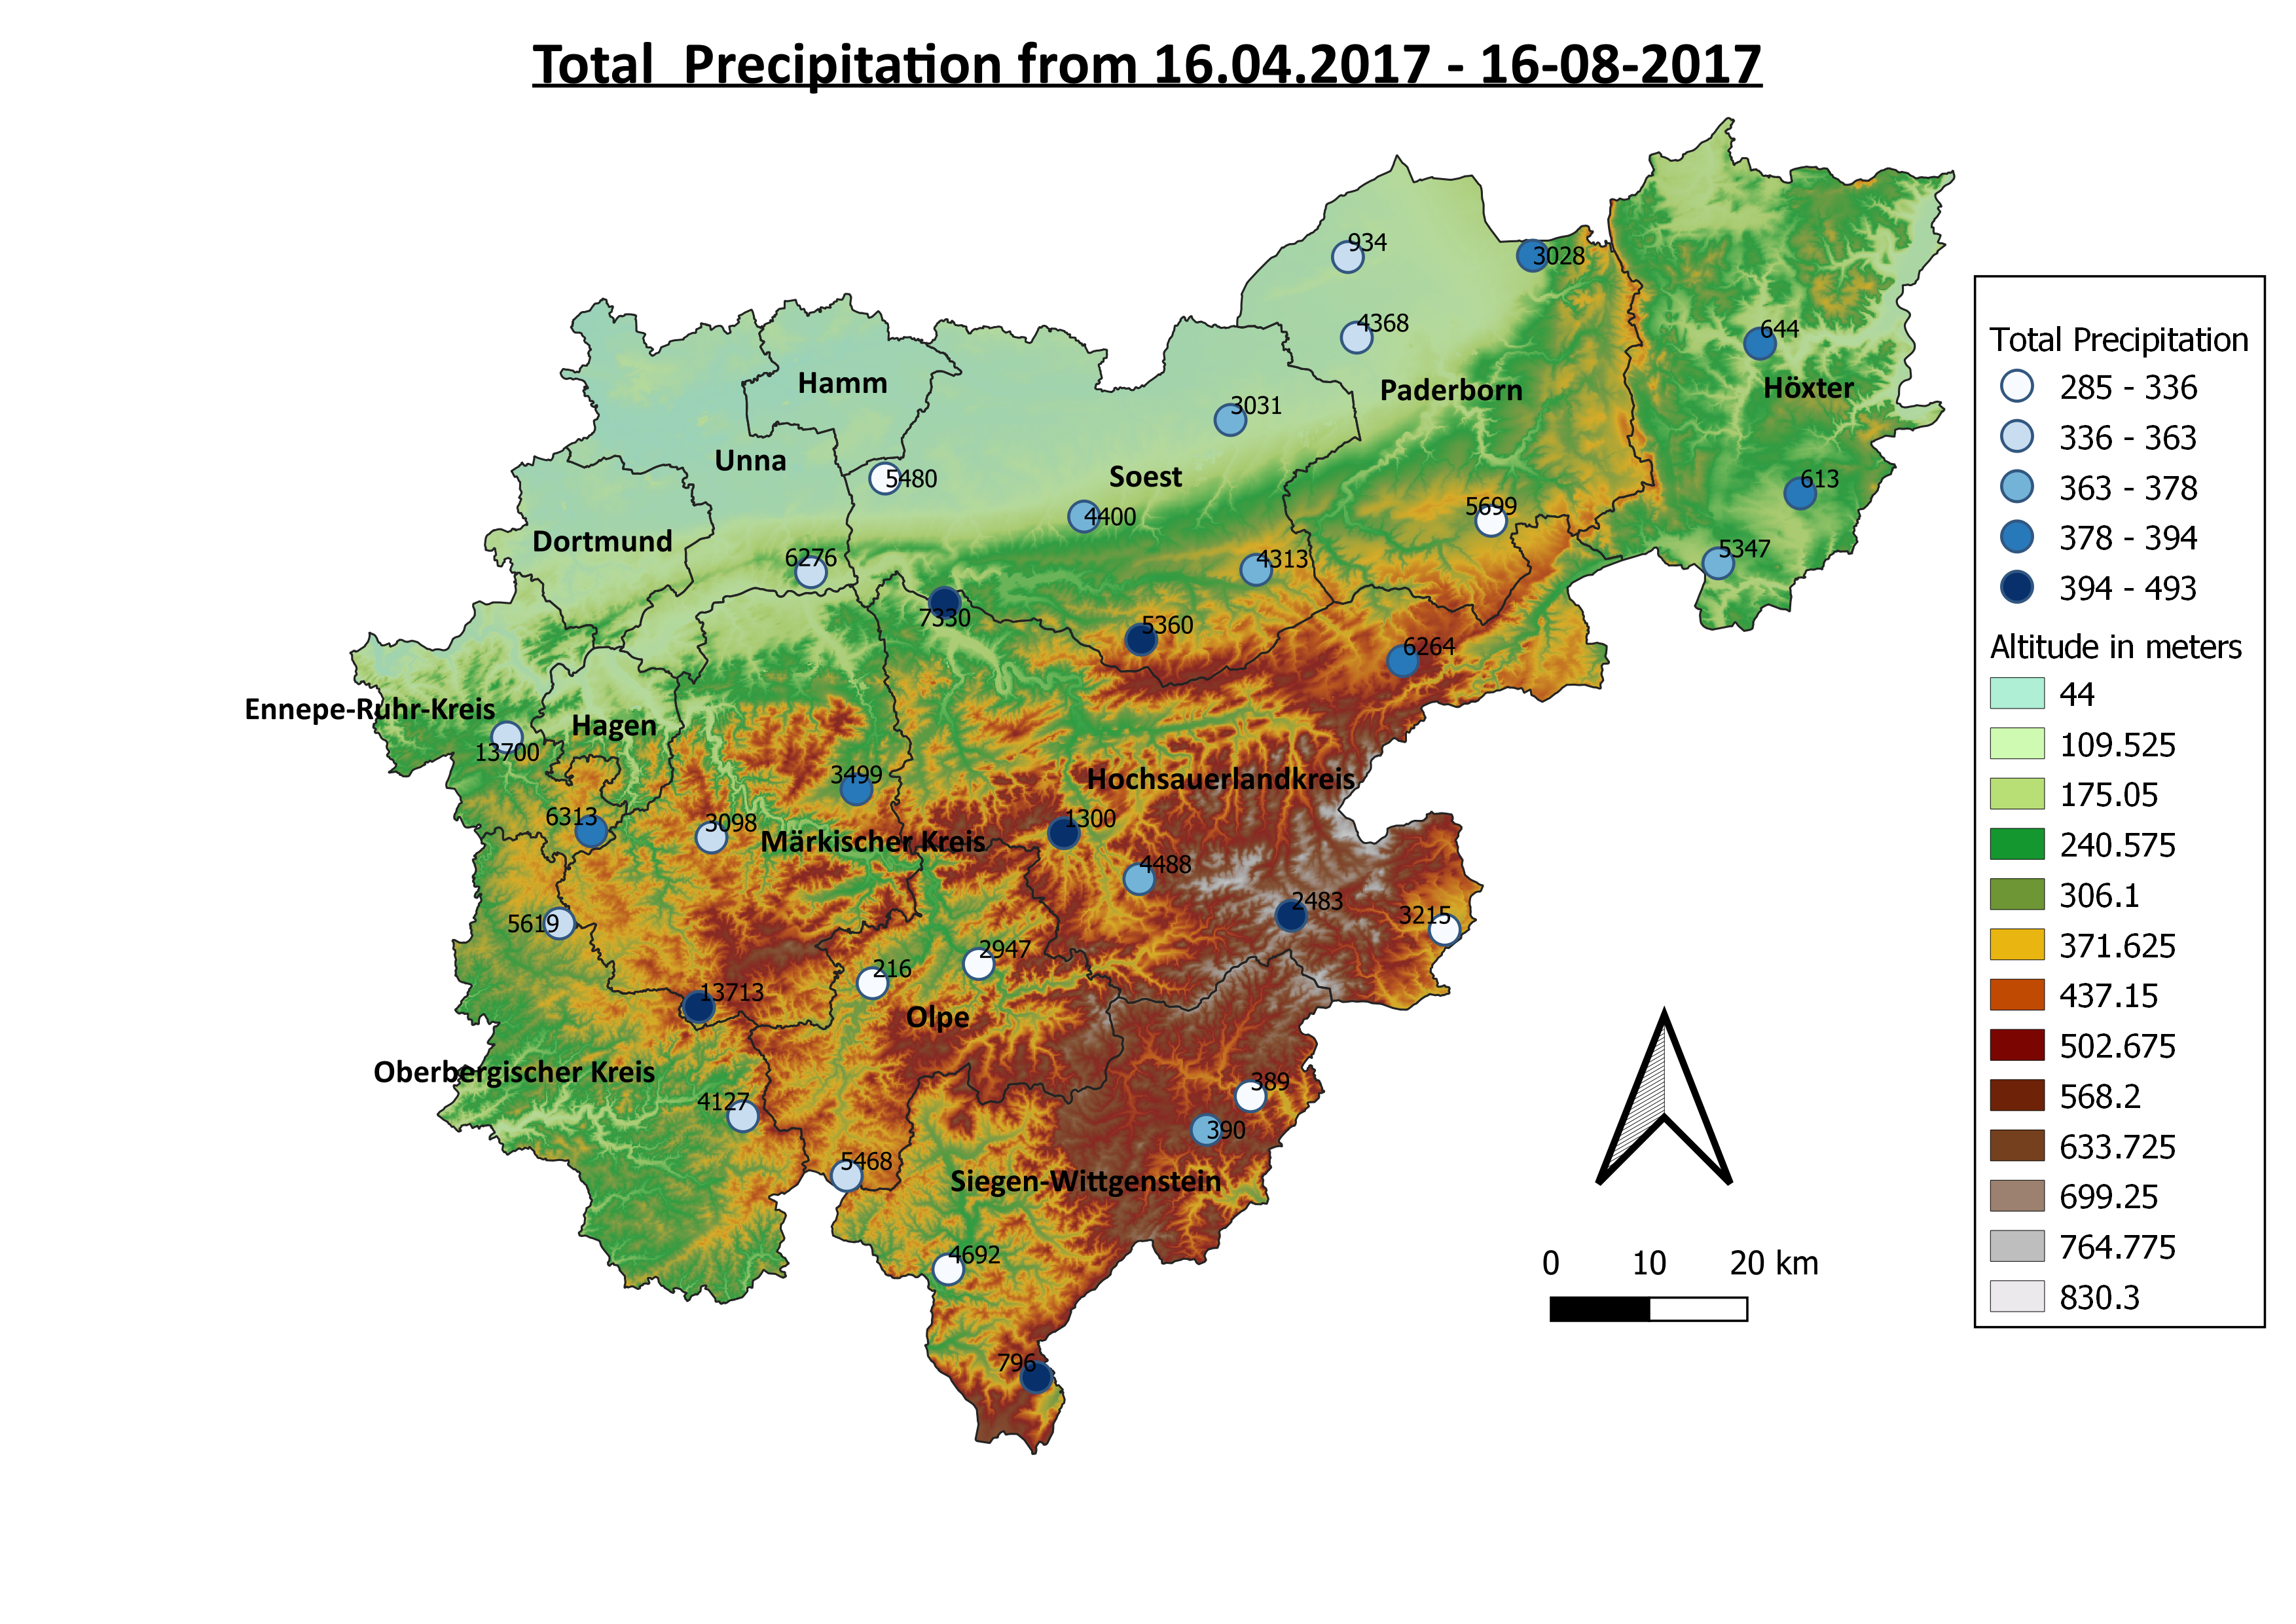 Total  Precipitation from 16.04.2017 - 16-08-2017
934
3028
4368
644
Hamm
Paderborn
Höxter
3031
Unna
Soest
5480
613
5699
4400
Dortmund
5347
6276
4313
7330
5360
6264
Ennepe-Ruhr-Kreis
Hagen
13700
3499
Hochsauerlandkreis
6313
3098
1300
Märkischer Kreis
4488
2483
3215
5619
2947
216
13713
Olpe
Oberbergischer Kreis
389
4127
390
5468
Siegen-Wittgenstein
4692
796
Total Precipitation
285 - 336
336 - 363
363 - 378
378 - 394
394 - 493
Altitude in meters
44
109.525
175.05
240.575
306.1
371.625
437.15
502.675
568.2
633.725
699.25
764.775
830.3
0 10 20 km